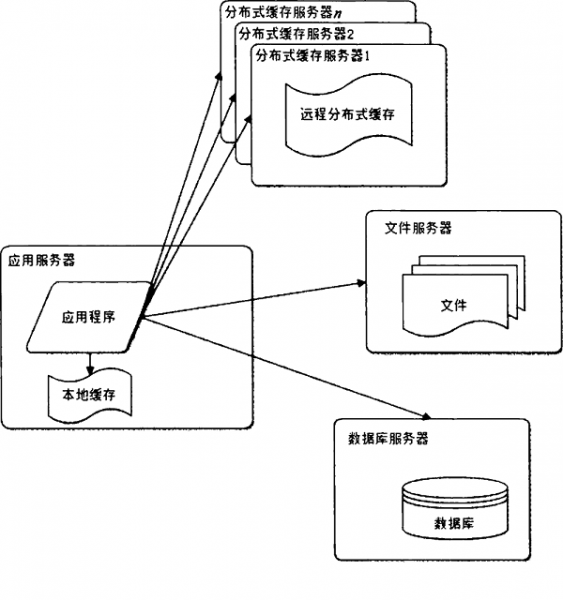 分布式缓存服务器n
分布式缓存服务器2
分布式缓存服务器1
远程分布式缓存
文件服务器
文件
应用服务器
应用程序
本地缓存
数据库服务器
数据库